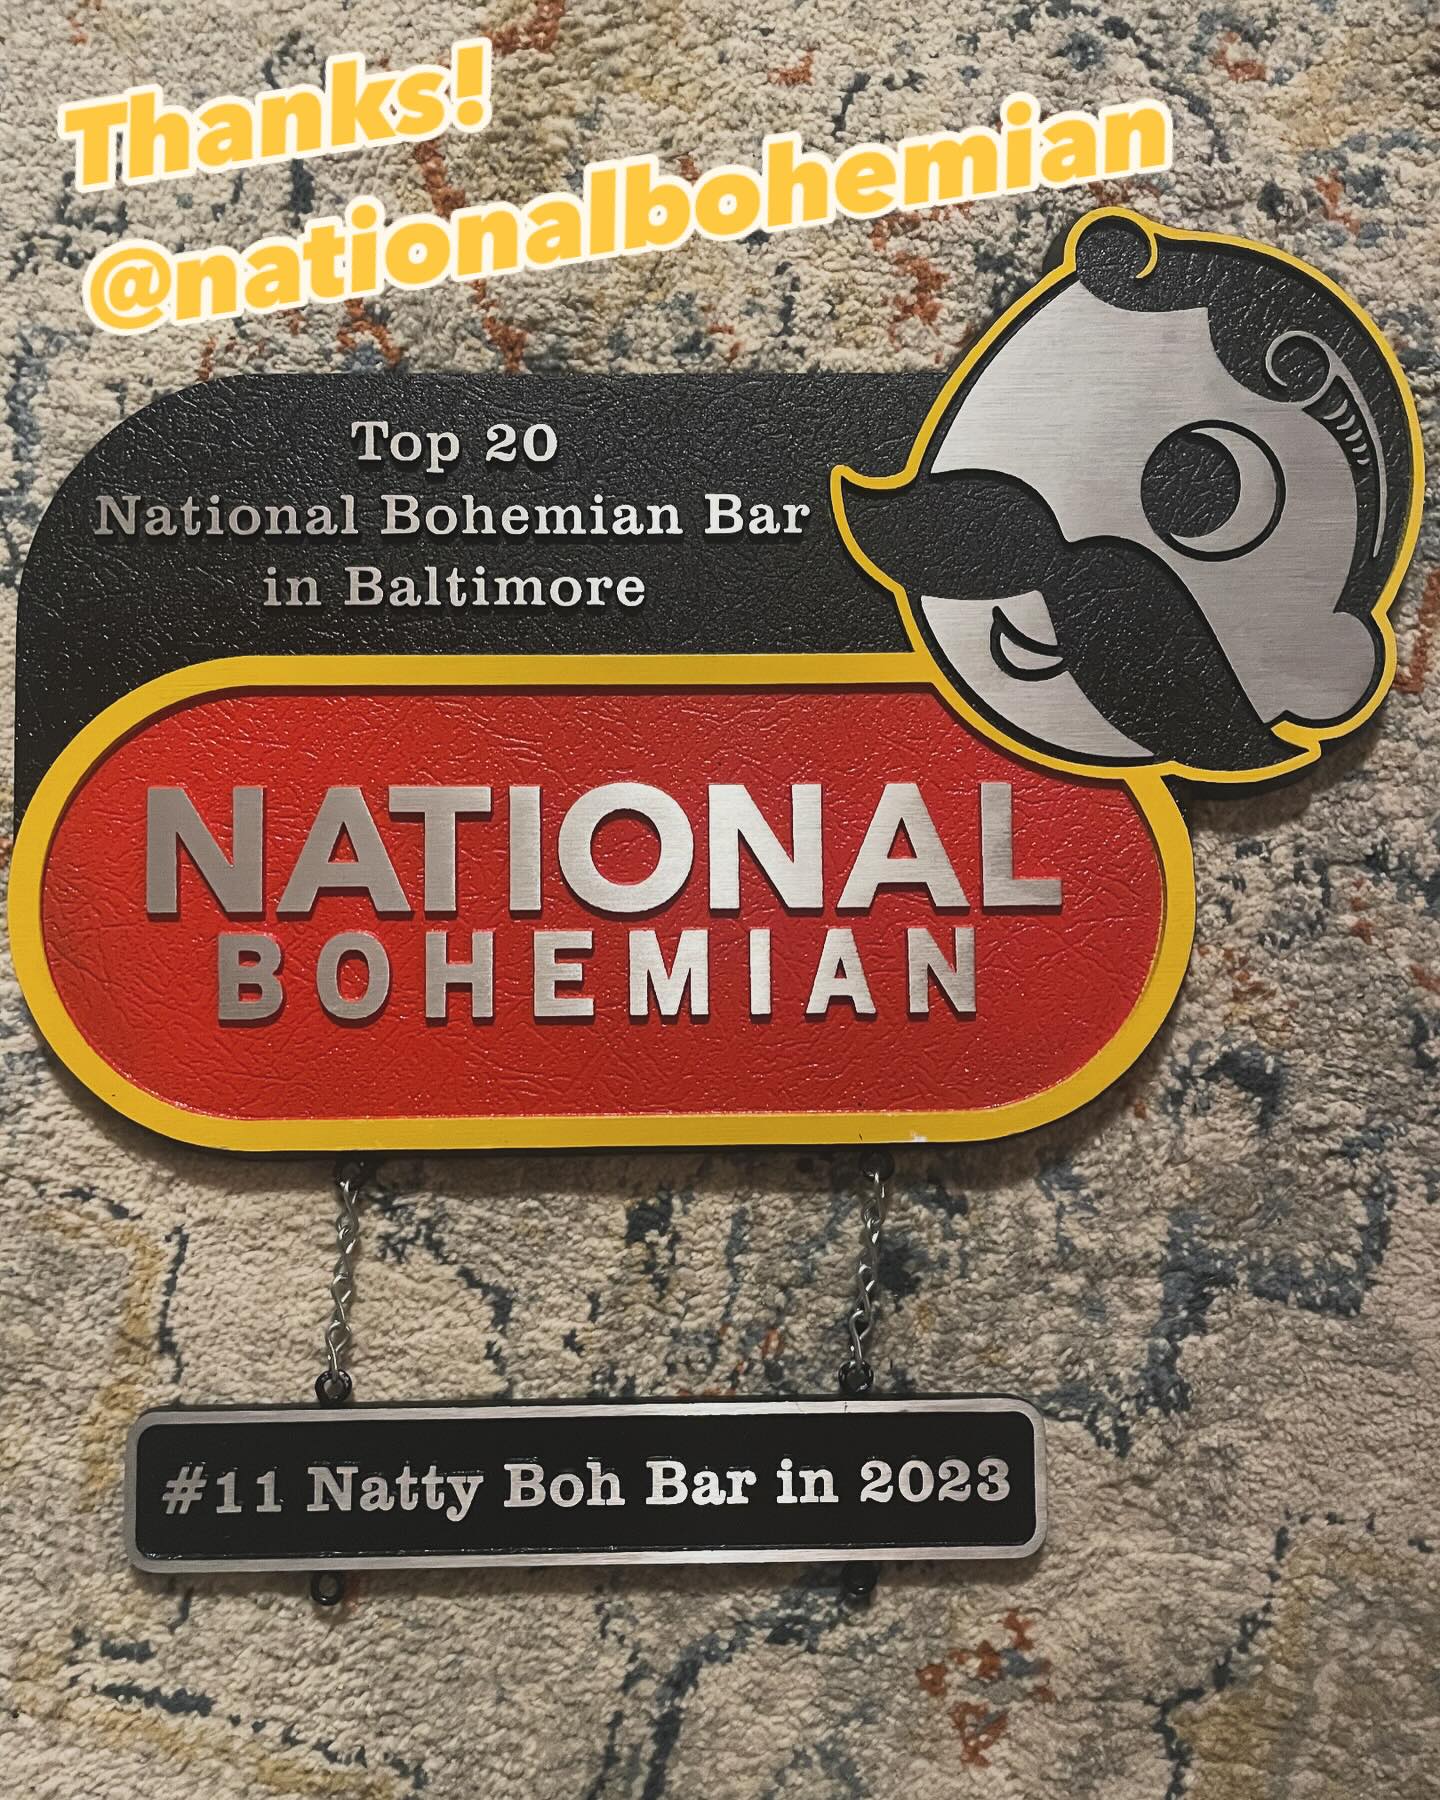 Thanks!
@nationalbohemian
Top 20
National Bohemian Bar
in Baltimore
NATIONAL
BOHEMIAN
#11 Natty Boh Bar in 2023